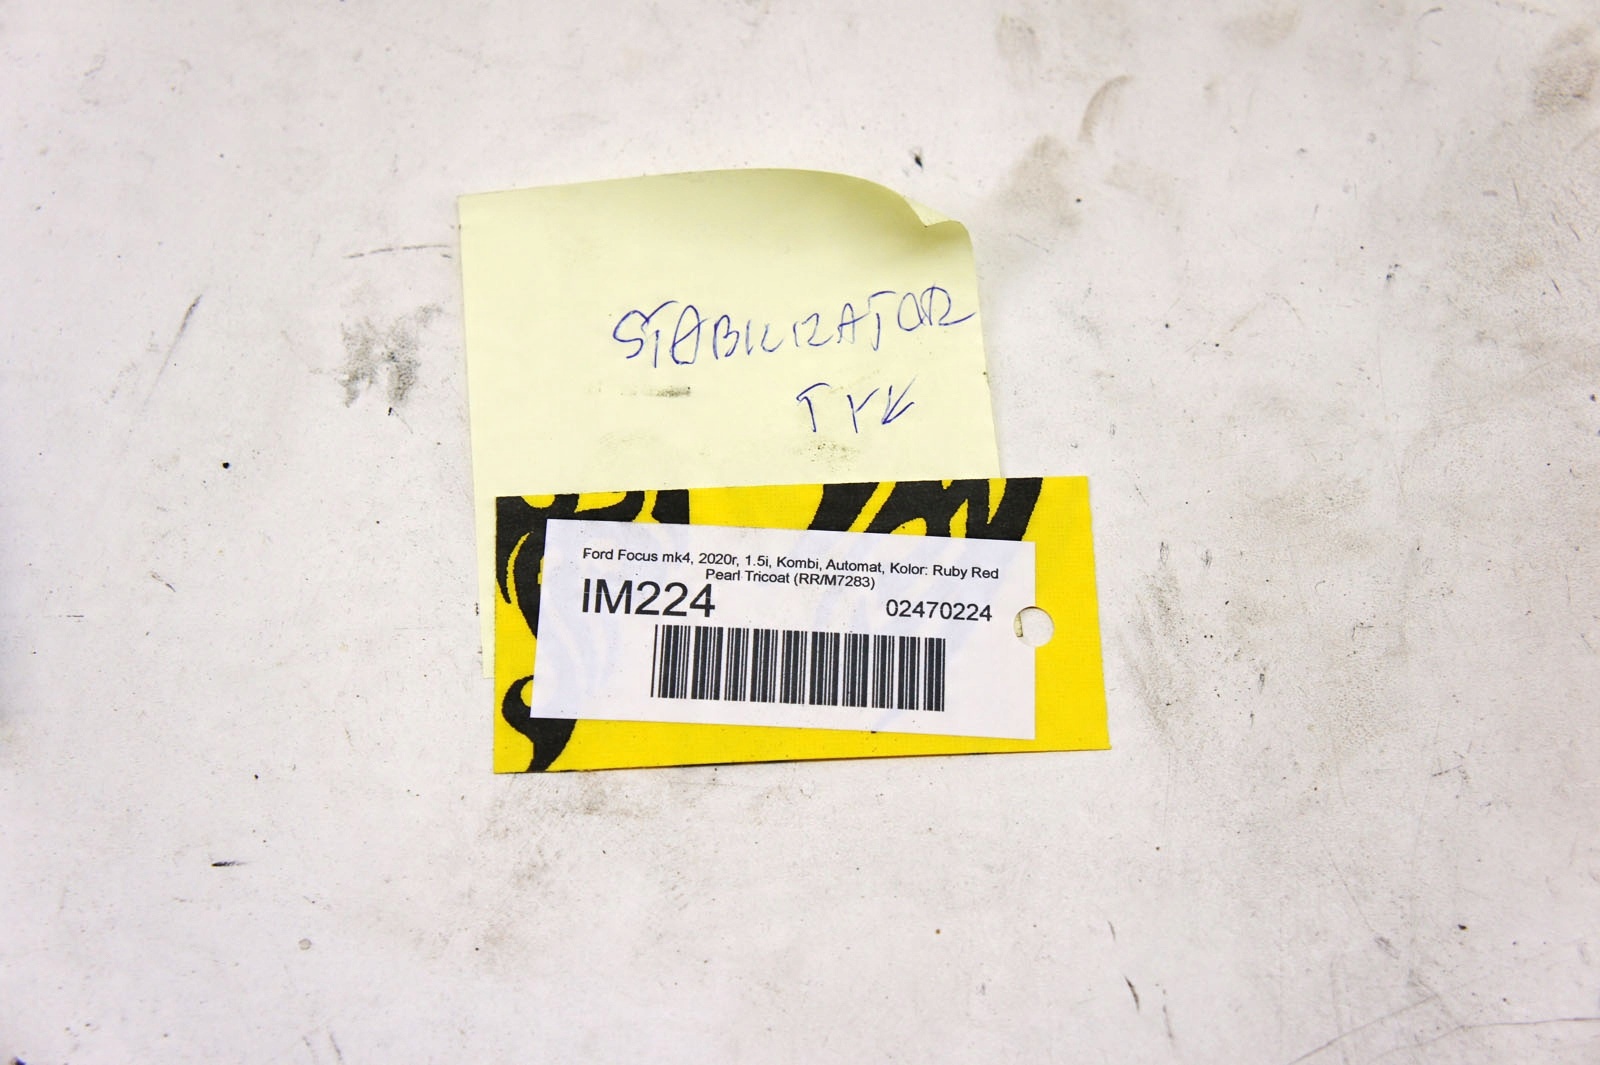 STABILIZATOR
TYŁ
Ford Focus mk4, 2020r, 1.5i, Kombi, Automat, Kolor: Ruby Red
Pearl Tricoat (RR/M7283)
IM224
02470224